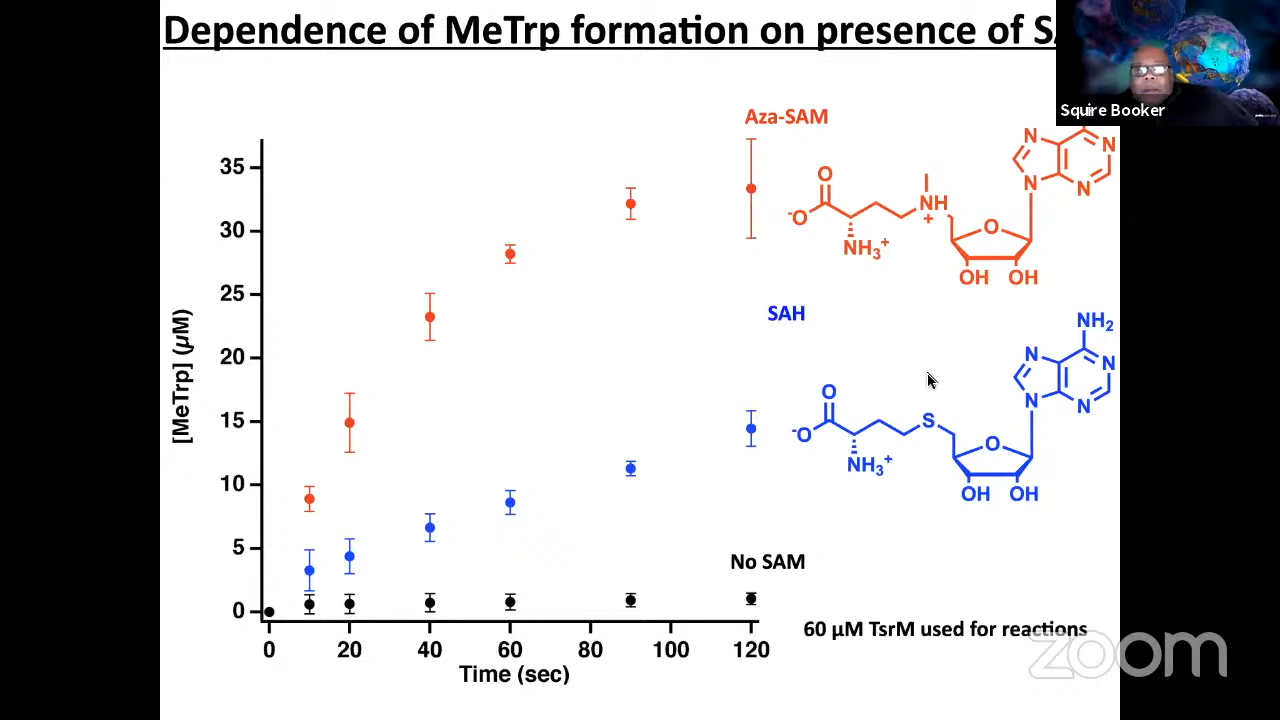 Dependence of MeTrp formation on presence of SA
Squire Booker
Aza-SAM
[MeTrp] (µM)
35
30
25
20
15
10
5
0
0 20 40 60 80 100 120
Time (sec)
O
-O
NH3+
NH
+
O
OH OH
N
N
N
N
SAH
O
-O
NH3+
S
O
OH OH
NH2
N
N
N
N
No SAM
60 µM TsrM used for reactions
zoom